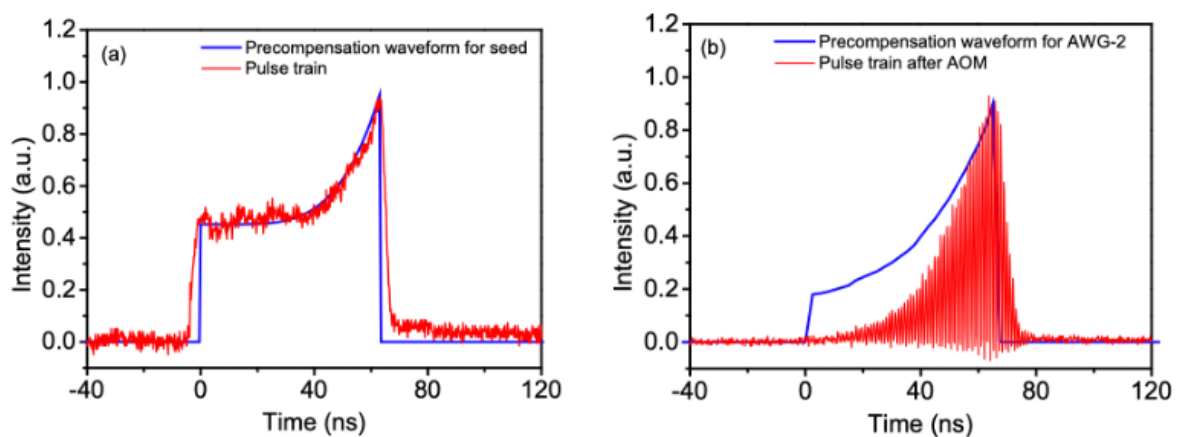 (a)
Precompensation waveform for seed
Pulse train
Intensity (a.u.)
1.2
1.0
0.8
0.6
0.4
0.2
0.0
-40 0 40 80 120
Time (ns)
(b)
Precompensation waveform for AWG-2
Pulse train after AOM
Intensity (a.u.)
1.2
1.0
0.8
0.6
0.4
0.2
0.0
-40 0 40 80 120
Time (ns)